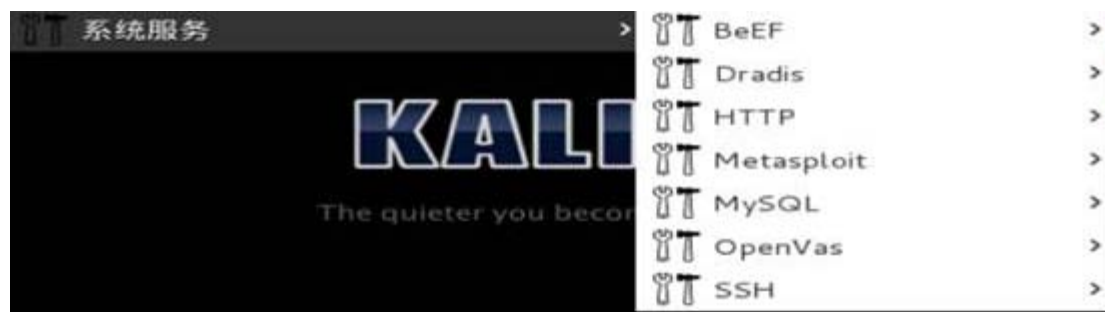 系统服务 >
BeEF >
Dradis >
HTTP >
Metasploit >
MySQL >
OpenVas >
SSH >
KALI
The quieter you becor